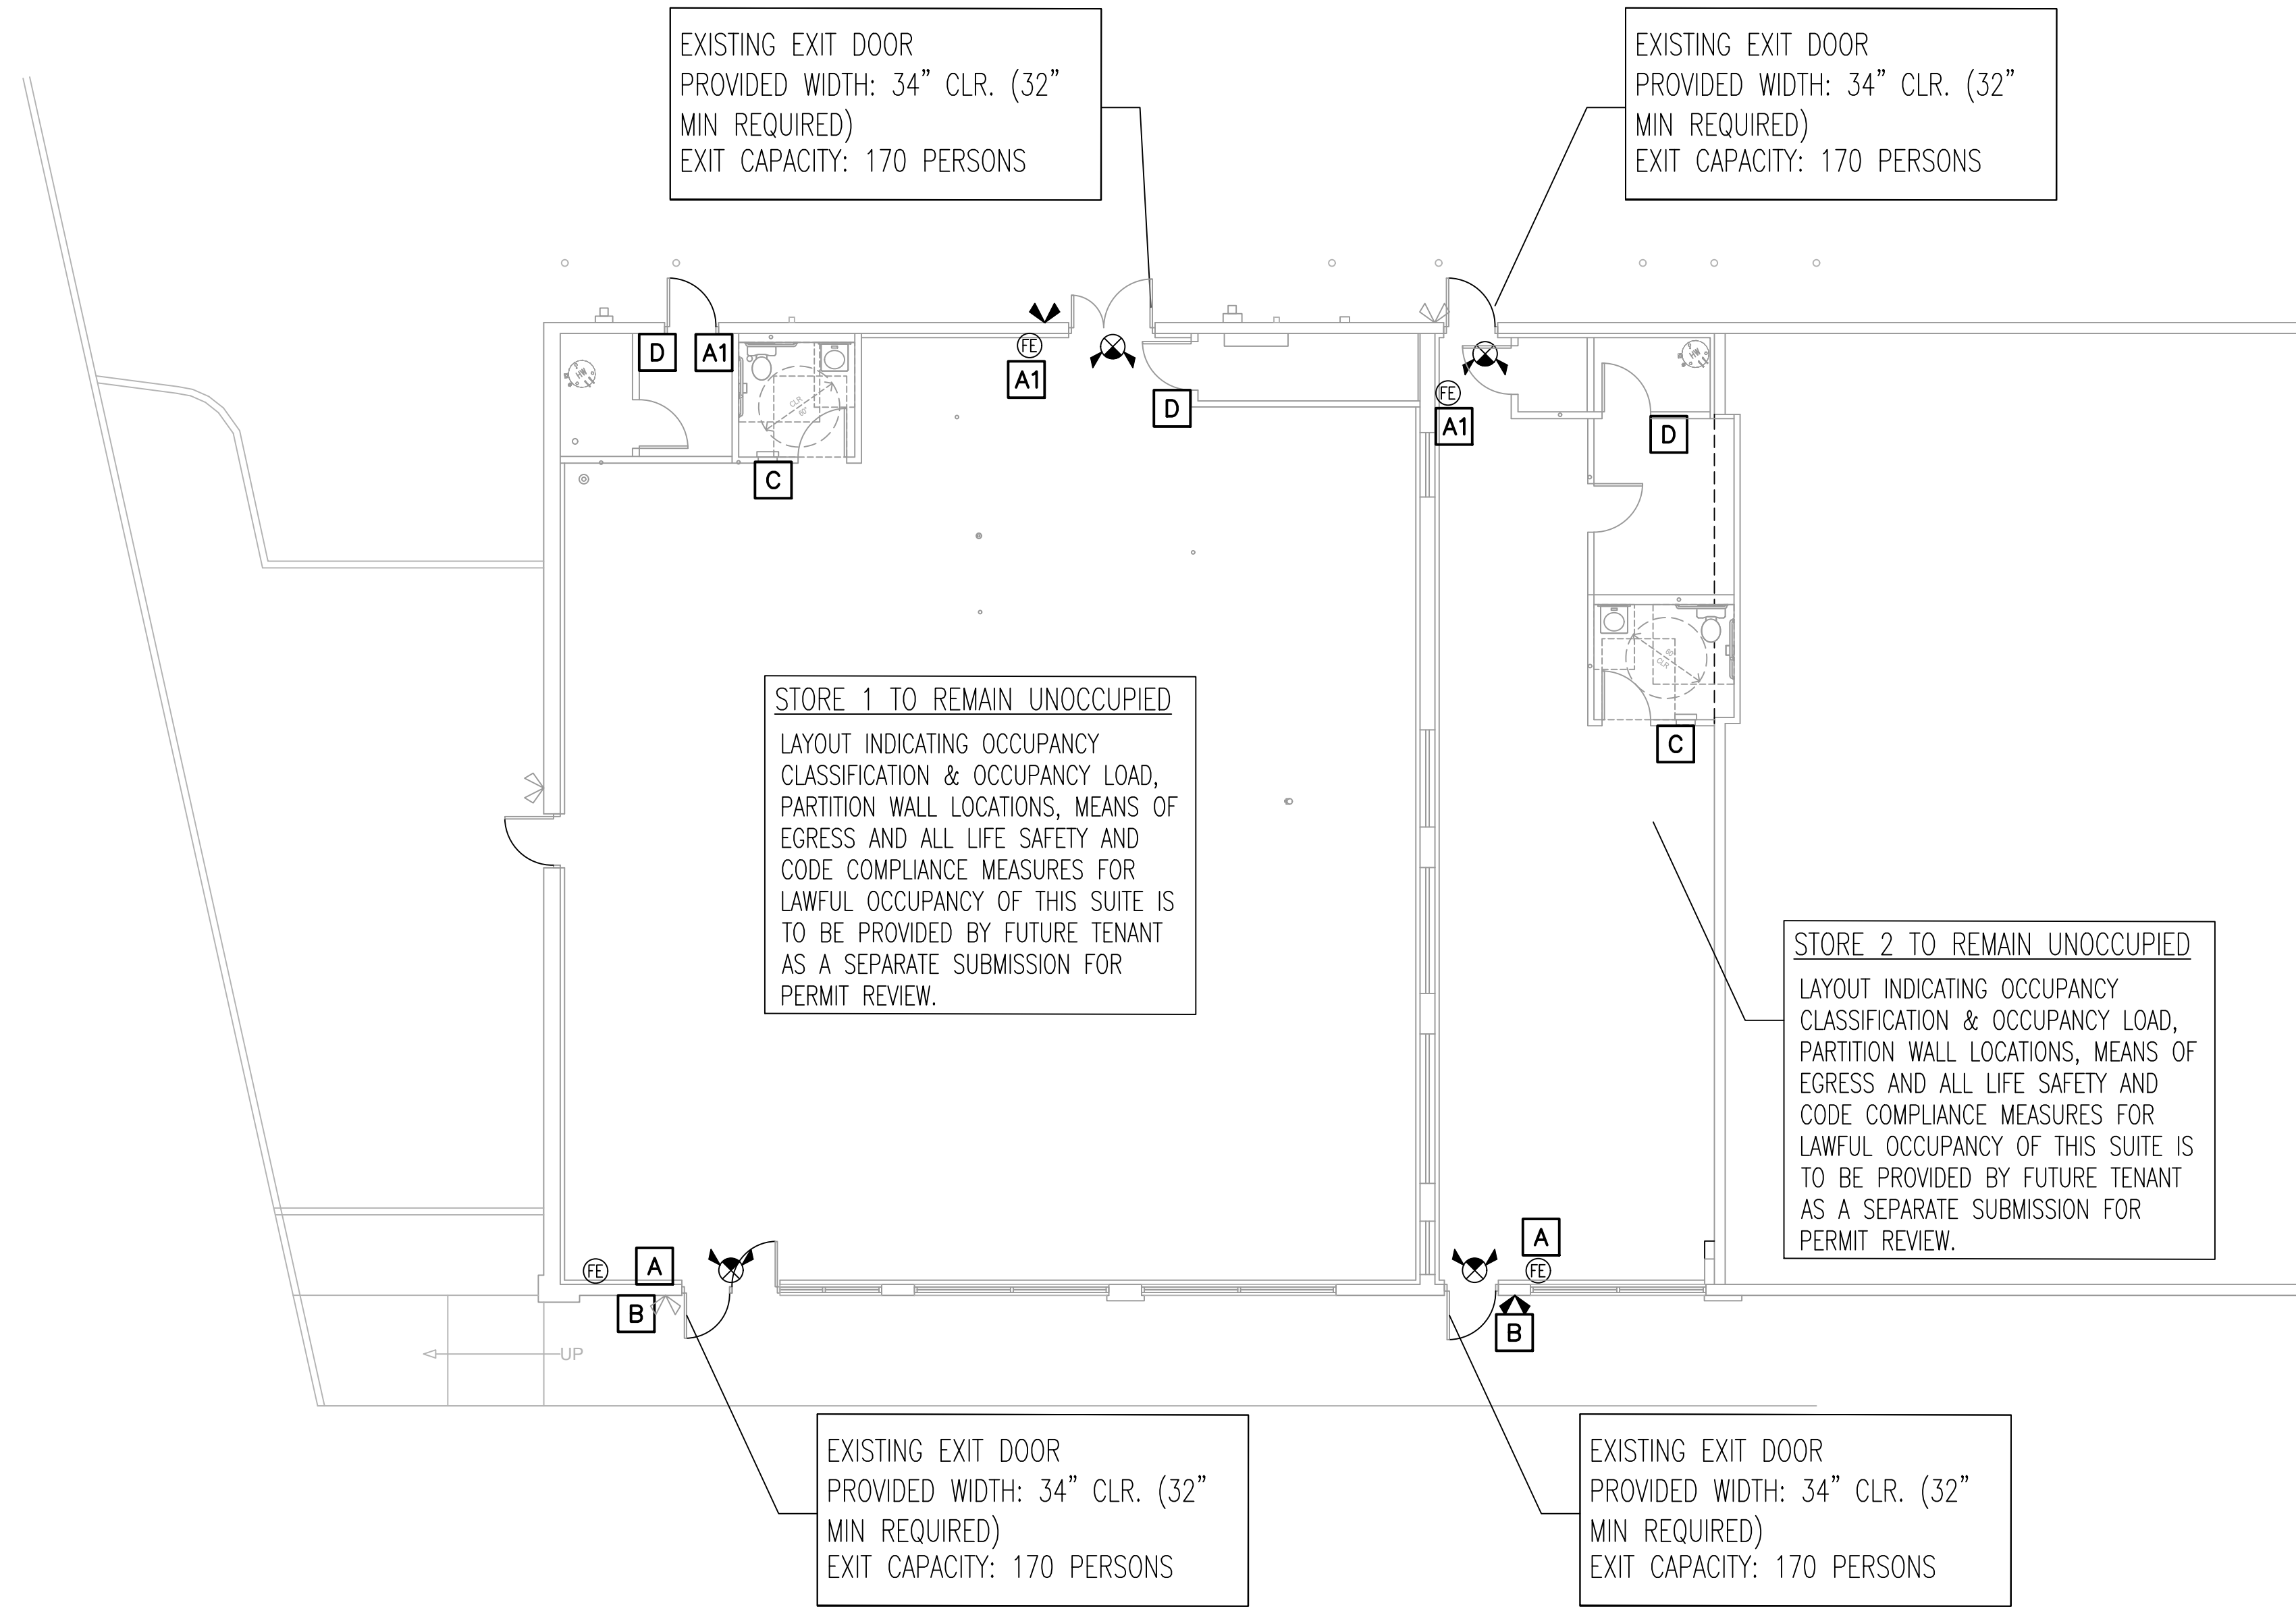 EXISTING EXIT DOOR
PROVIDED WIDTH: 34” CLR. (32”
MIN REQUIRED)
EXIT CAPACITY: 170 PERSONS
EXISTING EXIT DOOR
PROVIDED WIDTH: 34” CLR. (32”
MIN REQUIRED)
EXIT CAPACITY: 170 PERSONS
D
A1
FE
A1
D
FE
A1
D
HW
HW
CLR
60"
C
60"
CLR
C
STORE 1 TO REMAIN UNOCCUPIED
LAYOUT INDICATING OCCUPANCY
CLASSIFICATION & OCCUPANCY LOAD,
PARTITION WALL LOCATIONS, MEANS OF
EGRESS AND ALL LIFE SAFETY AND
CODE COMPLIANCE MEASURES FOR
LAWFUL OCCUPANCY OF THIS SUITE IS
TO BE PROVIDED BY FUTURE TENANT
AS A SEPARATE SUBMISSION FOR
PERMIT REVIEW.
STORE 2 TO REMAIN UNOCCUPIED
LAYOUT INDICATING OCCUPANCY
CLASSIFICATION & OCCUPANCY LOAD,
PARTITION WALL LOCATIONS, MEANS OF
EGRESS AND ALL LIFE SAFETY AND
CODE COMPLIANCE MEASURES FOR
LAWFUL OCCUPANCY OF THIS SUITE IS
TO BE PROVIDED BY FUTURE TENANT
AS A SEPARATE SUBMISSION FOR
PERMIT REVIEW.
FE
A
B
A
FE
B
UP
EXISTING EXIT DOOR
PROVIDED WIDTH: 34” CLR. (32”
MIN REQUIRED)
EXIT CAPACITY: 170 PERSONS
EXISTING EXIT DOOR
PROVIDED WIDTH: 34” CLR. (32”
MIN REQUIRED)
EXIT CAPACITY: 170 PERSONS